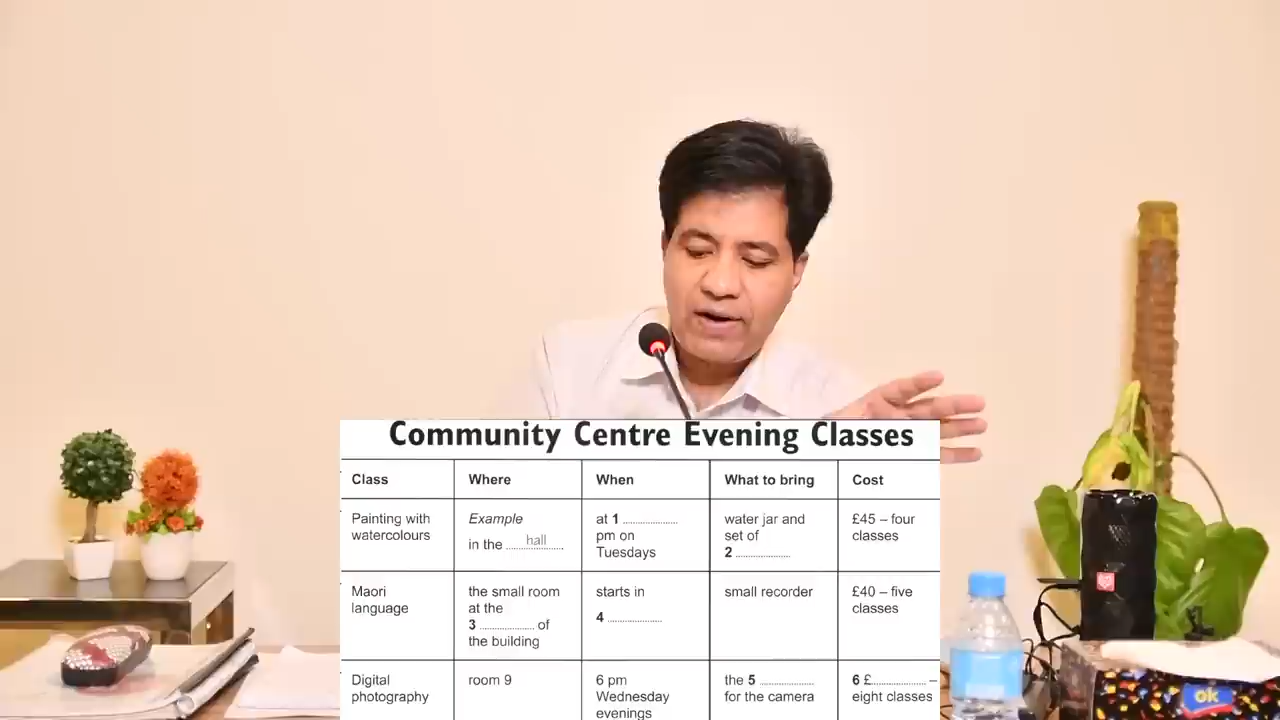 Community Centre Evening Classes
Class Where When What to bring Cost
Painting with watercolours
Example
in the ........ hall ........
at 1 ........
pm on
Tuesdays
water jar and
set of
2 ........
£45 – four
classes
Maori
language
the small room
at the
3 ........ of
the building
starts in
4 ........
small recorder
£40 – five
classes
Digital
photography
room 9
6 pm
Wednesday
evenings
the 5 ........
for the camera
6 £........ –
eight classes
ok